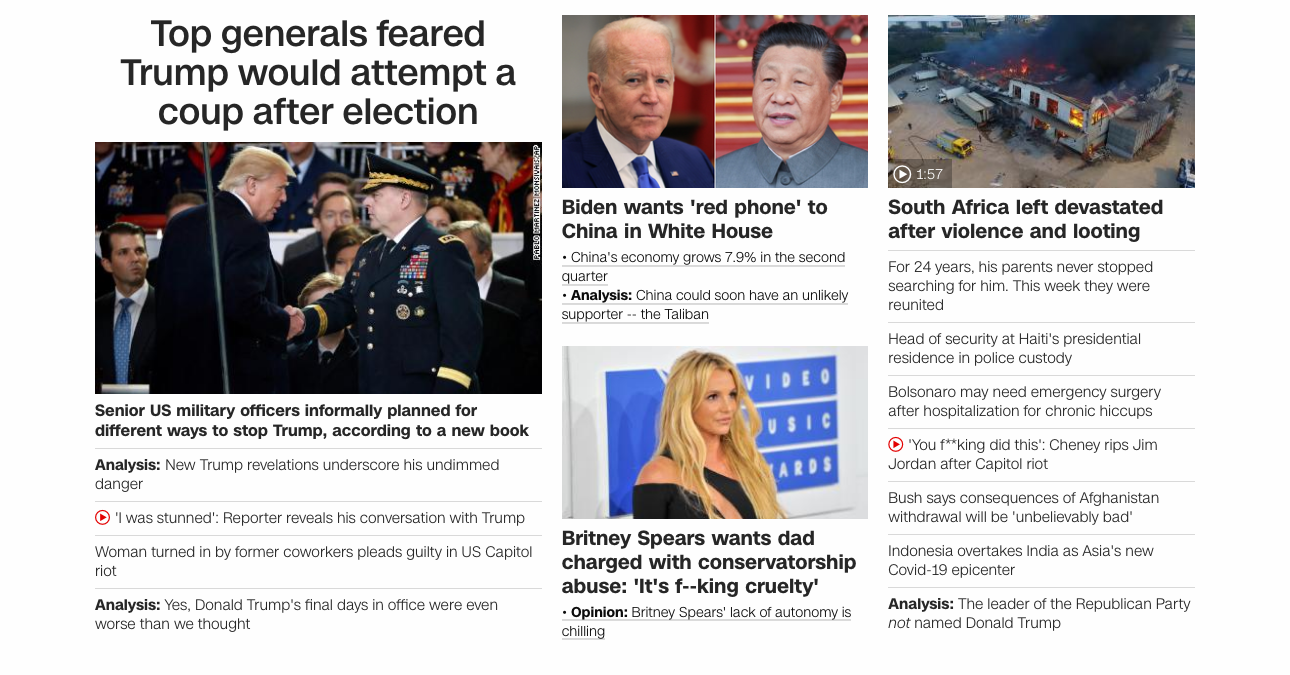 Top generals feared
Trump would attempt a
coup after election
PABLO MARTINEZ MONSIVAIS/AP
Senior US military officers informally planned for
different ways to stop Trump, according to a new book
Analysis: New Trump revelations underscore his undimmed
danger
'I was stunned': Reporter reveals his conversation with Trump
Woman turned in by former coworkers pleads guilty in US Capitol
riot
Analysis: Yes, Donald Trump's final days in office were even
worse than we thought
Biden wants 'red phone' to
China in White House
• China's economy grows 7.9% in the second
quarter
• Analysis: China could soon have an unlikely
supporter -- the Taliban
VIDEO
USIC
ARDS
Britney Spears wants dad
charged with conservatorship
abuse: 'It's f--king cruelty'
• Opinion: Britney Spears' lack of autonomy is
chilling
1:57
South Africa left devastated
after violence and looting
For 24 years, his parents never stopped
searching for him. This week they were
reunited
Head of security at Haiti's presidential
residence in police custody
Bolsonaro may need emergency surgery
after hospitalization for chronic hiccups
'You f**king did this': Cheney rips Jim
Jordan after Capitol riot
Bush says consequences of Afghanistan
withdrawal will be 'unbelievably bad'
Indonesia overtakes India as Asia's new
Covid-19 epicenter
Analysis: The leader of the Republican Party
not named Donald Trump